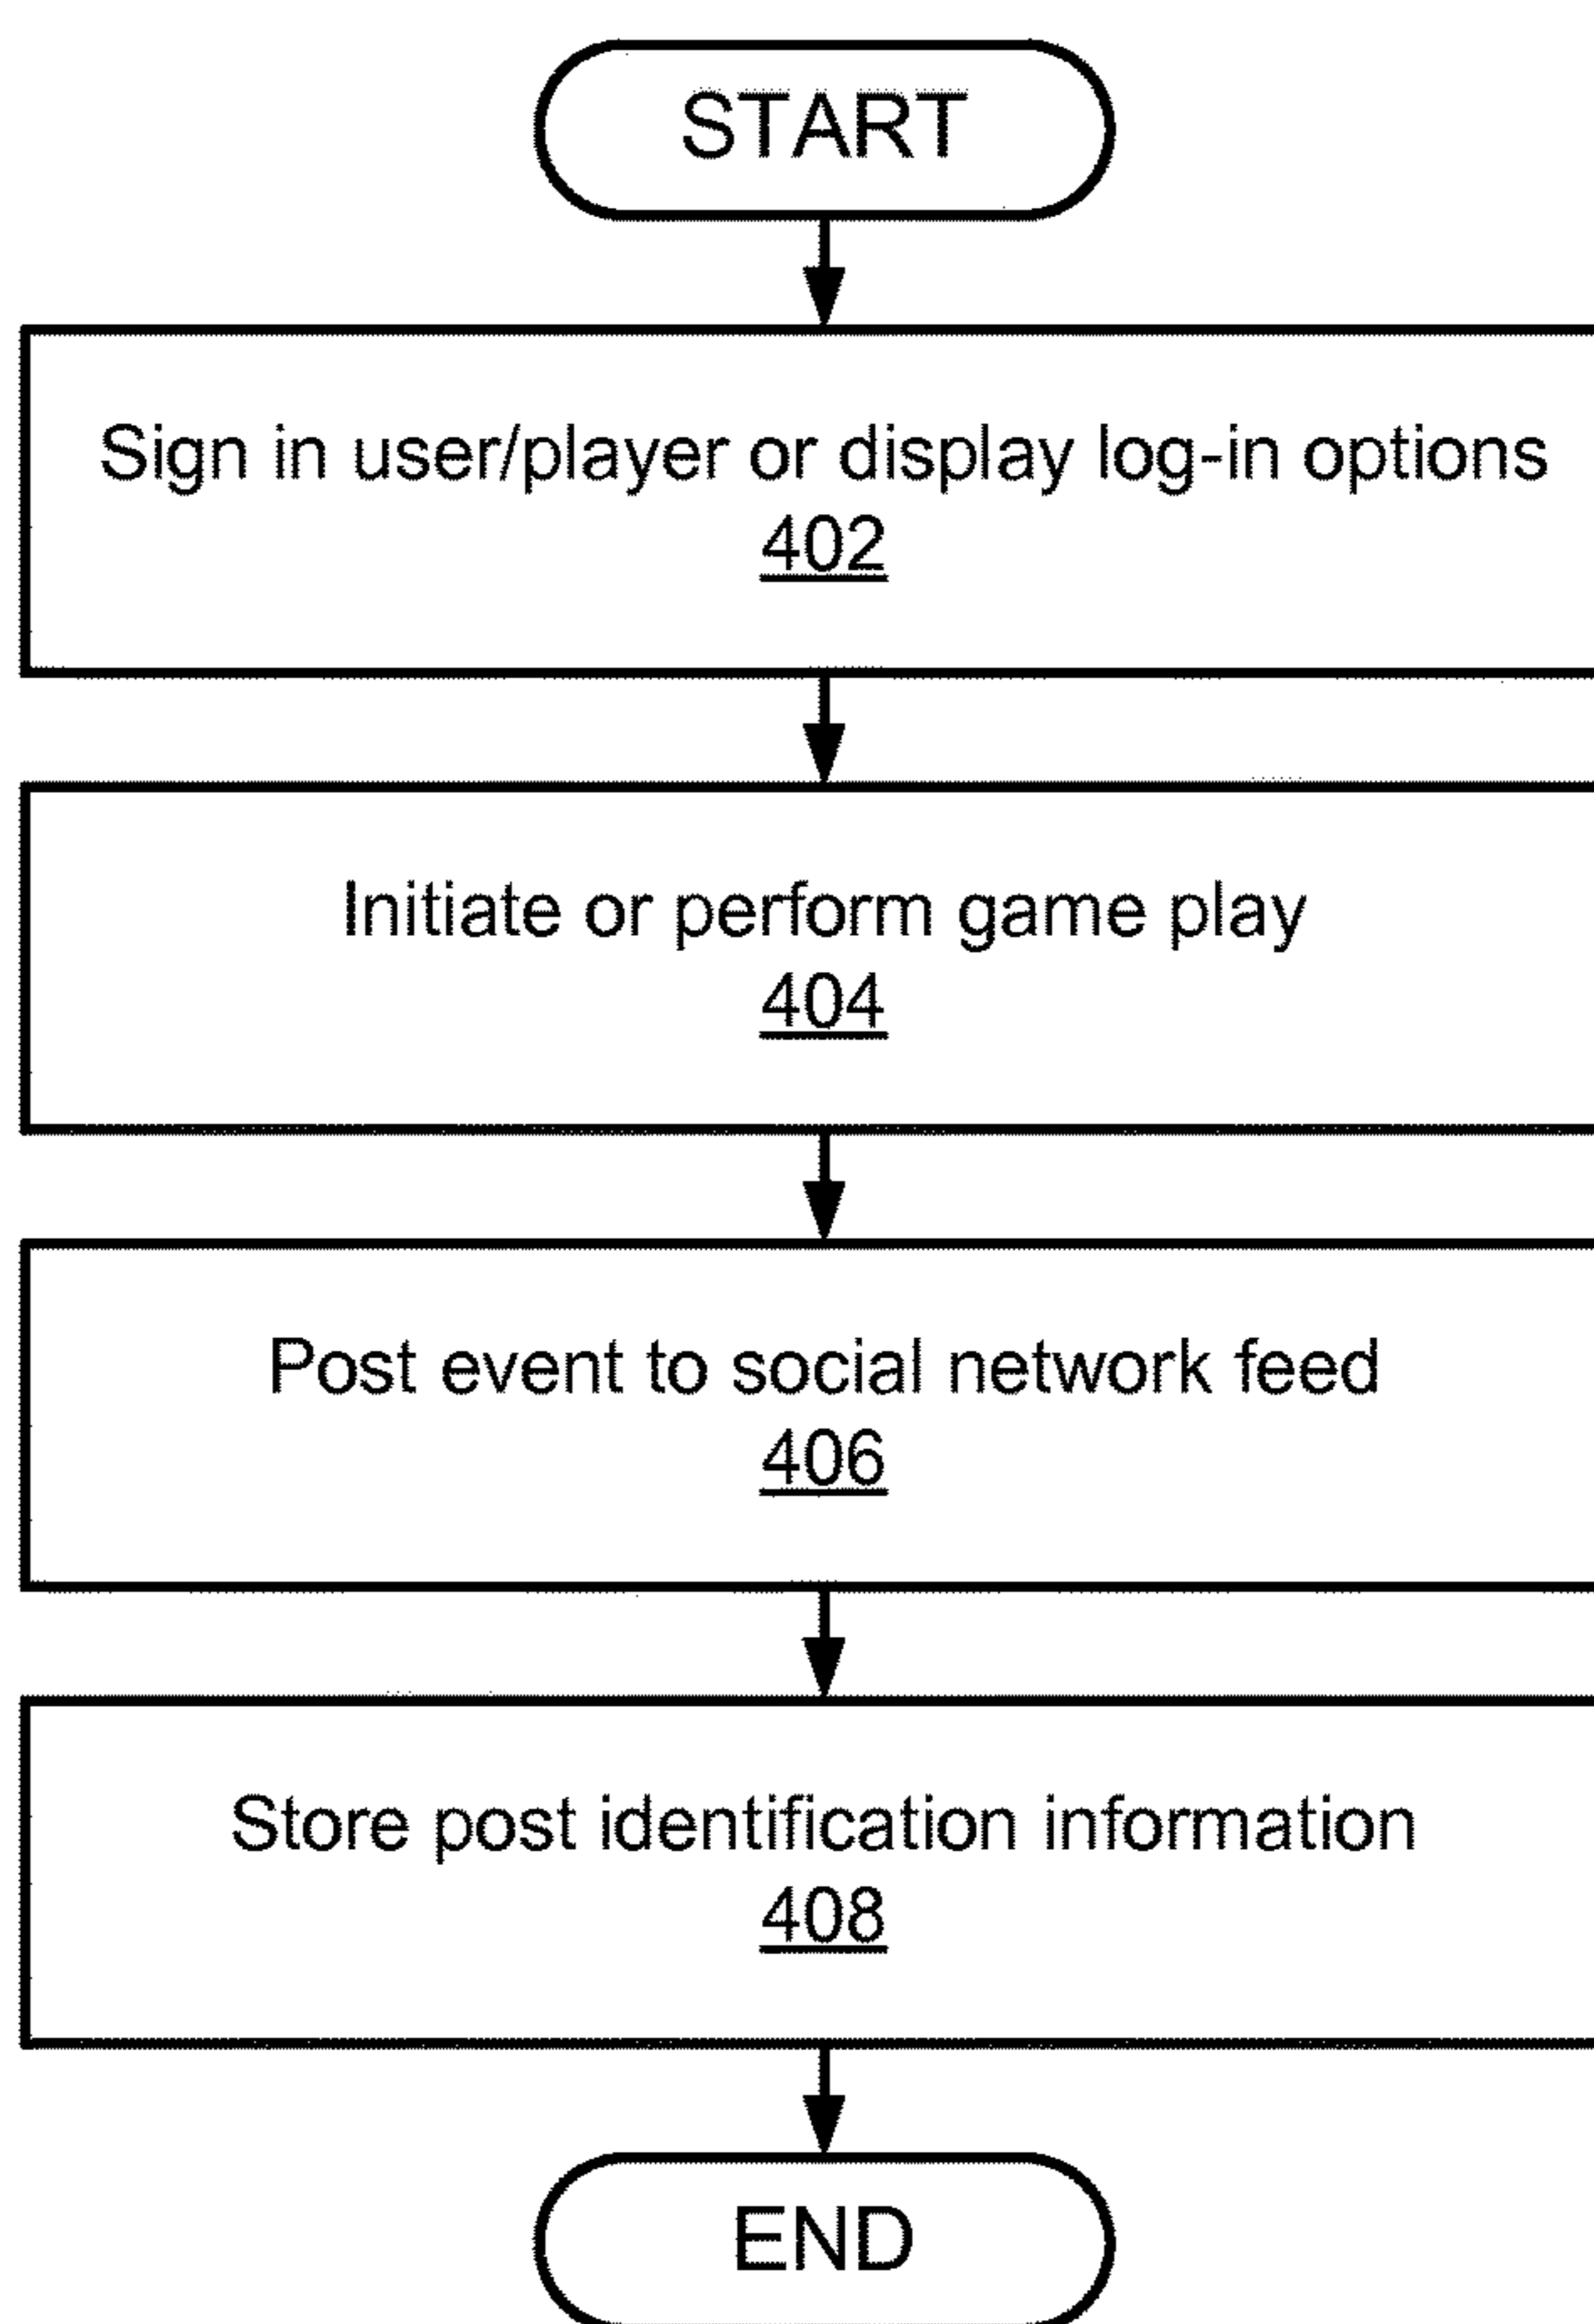 START
Sign in user/player or display log-in options
402
Initiate or perform game play
404
Post event to social network feed
406
Store post identification information
408
END